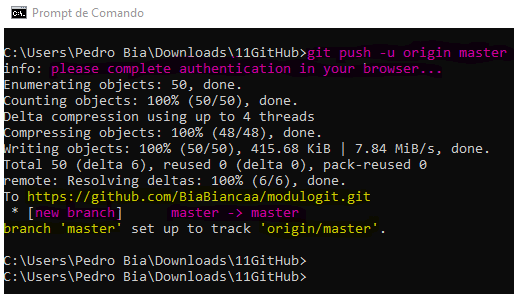 Prompt de Comando
C:\Users\Pedro Bia\Downloads\11GitHub>git push -u origin master
info: please complete authentication in your browser...
Enumerating objects: 50, done.
Counting objects: 100% (50/50), done.
Delta compression using up to 4 threads
Compressing objects: 100% (48/48), done.
Writing objects: 100% (50/50), 415.68 KiB | 7.84 MiB/s, done.
Total 50 (delta 6), reused 0 (delta 0), pack-reused 0
remote: Resolving deltas: 100% (6/6), done.
To https://github.com/BiaBiancaa/modulogit.git
 * [new branch]      master -> master
branch 'master' set up to track 'origin/master'.
C:\Users\Pedro Bia\Downloads\11GitHub>
C:\Users\Pedro Bia\Downloads\11GitHub>